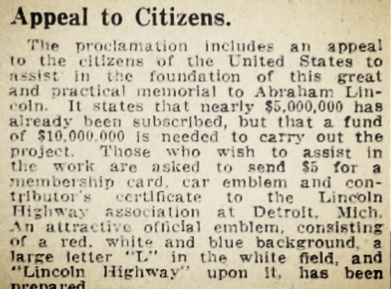 Appeal to Citizens.
The proclamation includes an appeal
to the citizens of the United States to
assist in the foundation of this great
and practical memorial to Abraham Lin-
coln. It states that nearly $5,000,000 has
already been subscribed, but that a fund
of $10,000,000 is needed to carry out the
project. Those who wish to assist in
the work are asked to send $5 for a
membership card, car emblem and con-
tributor's certificate to the Lincoln
Highway association at Detroit, Mich.
An attractive official emblem, consisting
of a red, white and blue background, a
large letter "L" in the white field, and
"Lincoln Highway" upon it, has been
prepared